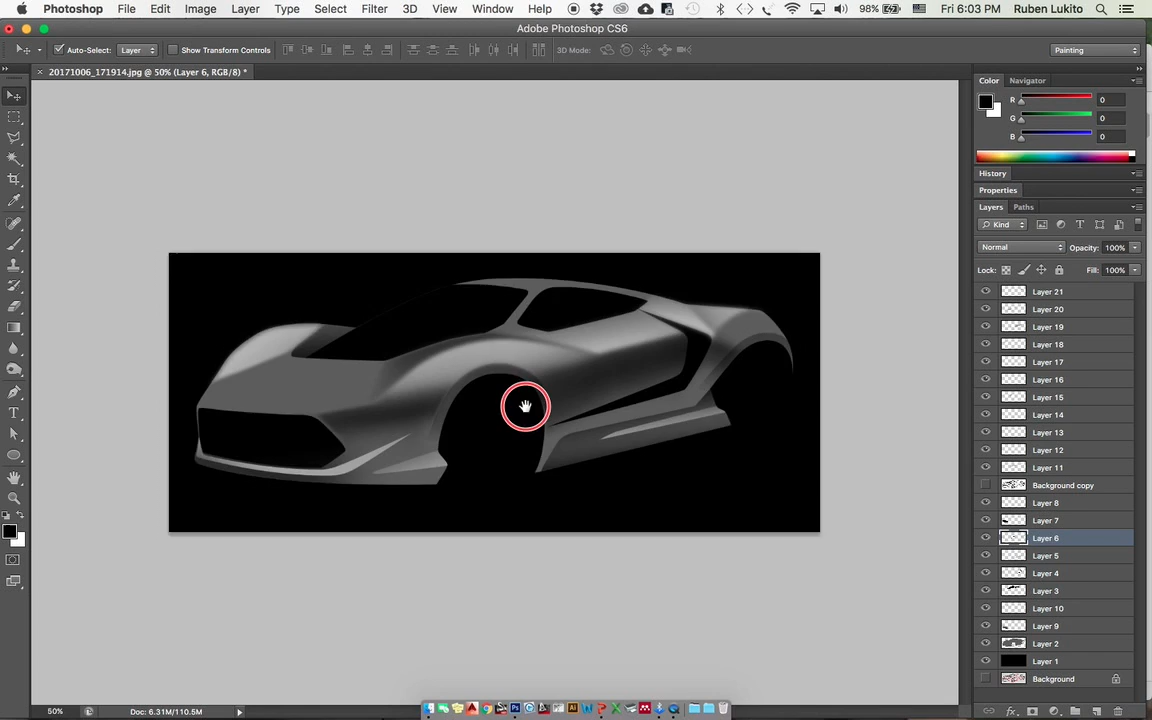 Photoshop File Edit Image Layer Type Select Filter 3D View Window Help 98% Fri 6:03 PM Ruben Lukito
Adobe Photoshop CS6
Auto-Select: Layer Show Transform Controls 3D Mode: Painting
20171006_171914.jpg @ 50% (Layer 6, RGB/8) *
Color Navigator
R 0
G 0
B 0
History
Properties
Layers Paths
Kind
Normal Opacity: 100%
Lock: Fill: 100%
Layer 21
Layer 20
Layer 19
Layer 18
Layer 17
Layer 16
Layer 15
Layer 14
Layer 13
Layer 12
Layer 11
Background copy
Layer 8
Layer 7
Layer 6
Layer 5
Layer 4
Layer 3
Layer 10
Layer 9
Layer 2
Layer 1
Background
50% Doc: 6.31M/110.5M